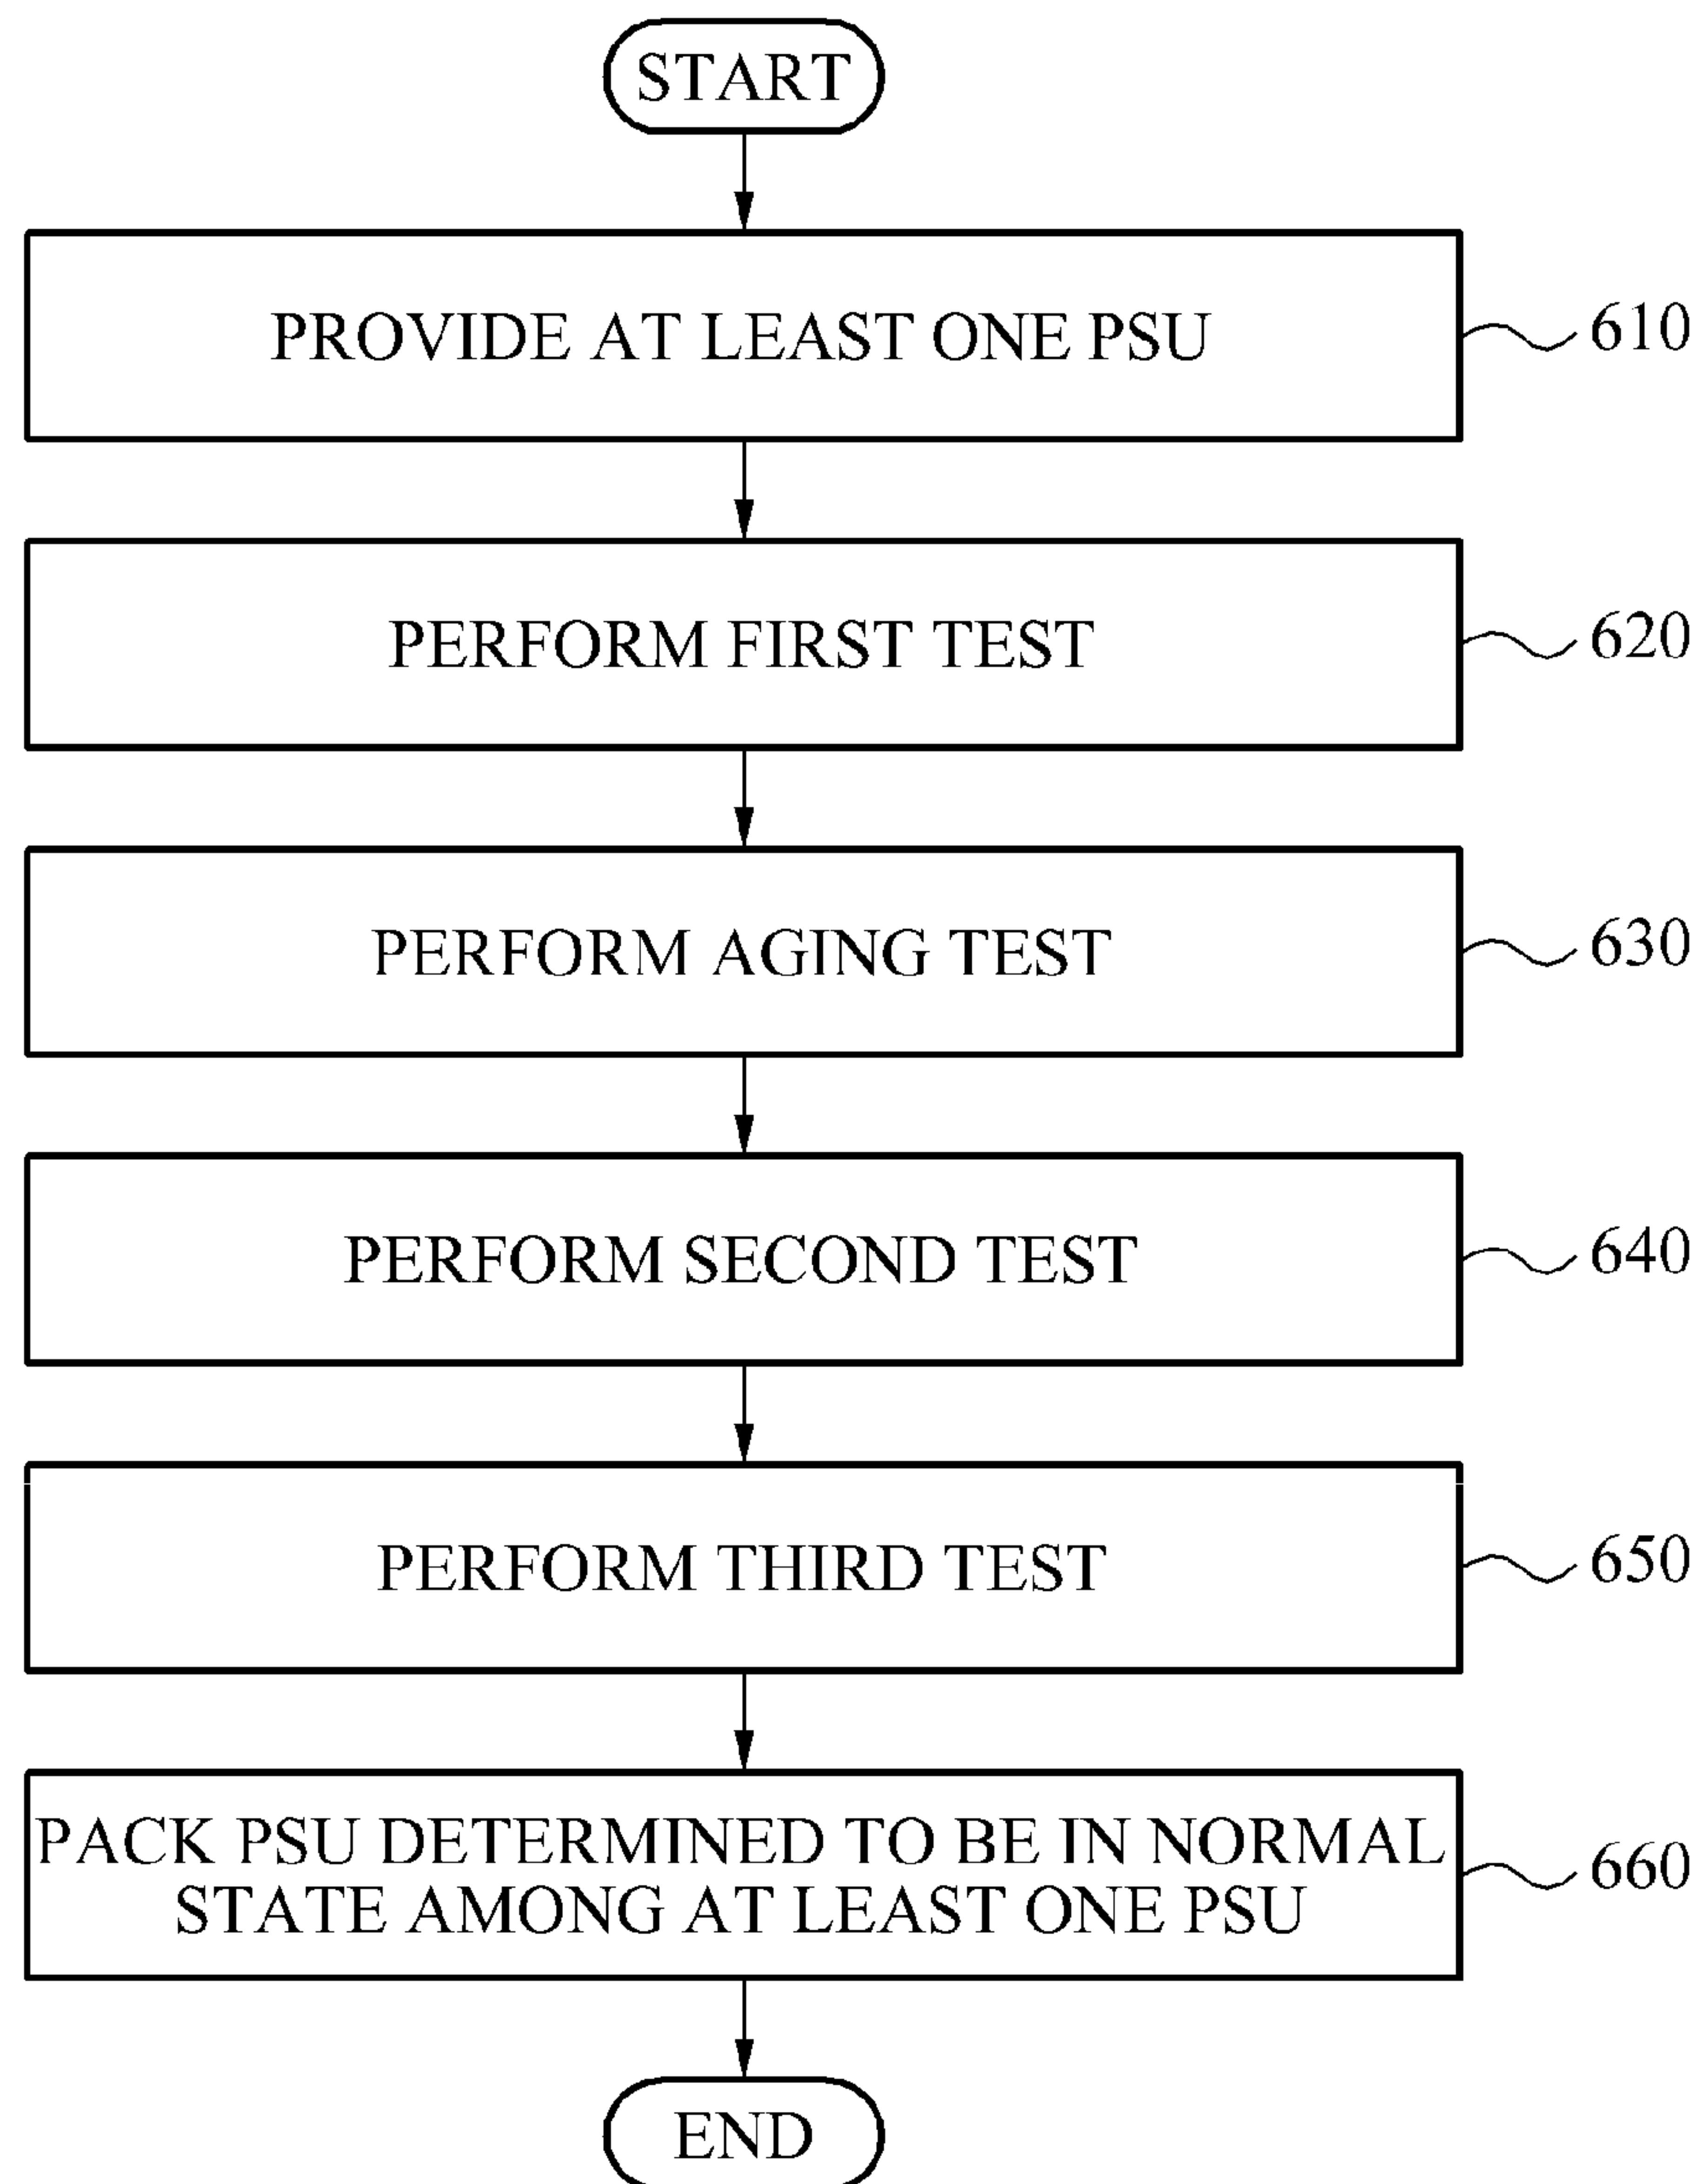 START
PROVIDE AT LEAST ONE PSU
610
PERFORM FIRST TEST
620
PERFORM AGING TEST
630
PERFORM SECOND TEST
640
PERFORM THIRD TEST
650
PACK PSU DETERMINED TO BE IN NORMAL
STATE AMONG AT LEAST ONE PSU
660
END